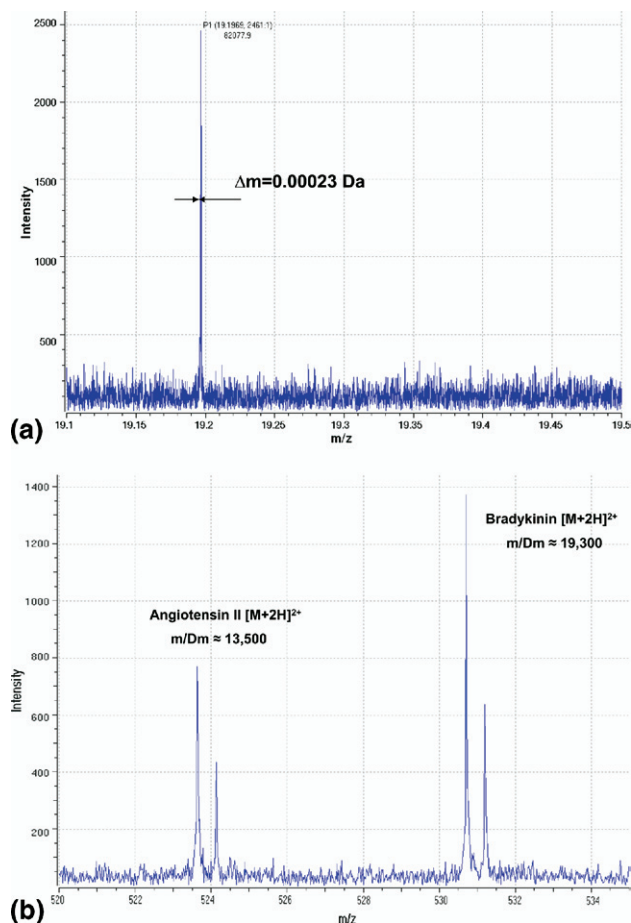 2500
P1 (19.1969, 2461.1)
82077.9
2000
Δm=0.00023 Da
1500
Intensity
1000
500
19.1 19.15 19.2 19.25 19.3 19.35 19.4 19.45 19.5
(a) m/z
1400
Bradykinin [M+2H]2+
m/Dm ≈ 19,300
1200
1000
Angiotensin II [M+2H]2+
m/Dm ≈ 13,500
800
Intensity
600
400
200
520 522 524 526 528 530 532 534
(b) m/z